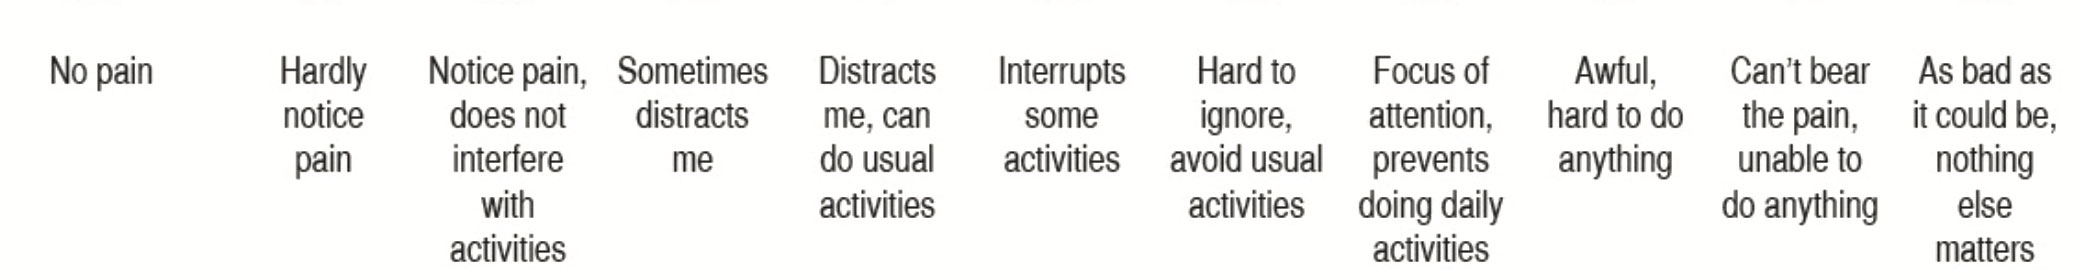 No pain
Hardly
notice
pain
Notice pain,
does not
interfere
with
activities
Sometimes
distracts
me
Distracts
me, can
do usual
activities
Interrupts
some
activities
Hard to
ignore,
avoid usual
activities
Focus of
attention,
prevents
doing daily
activities
Awful,
hard to do
anything
Can't bear
the pain,
unable to
do anything
As bad as
it could be,
nothing
else
matters